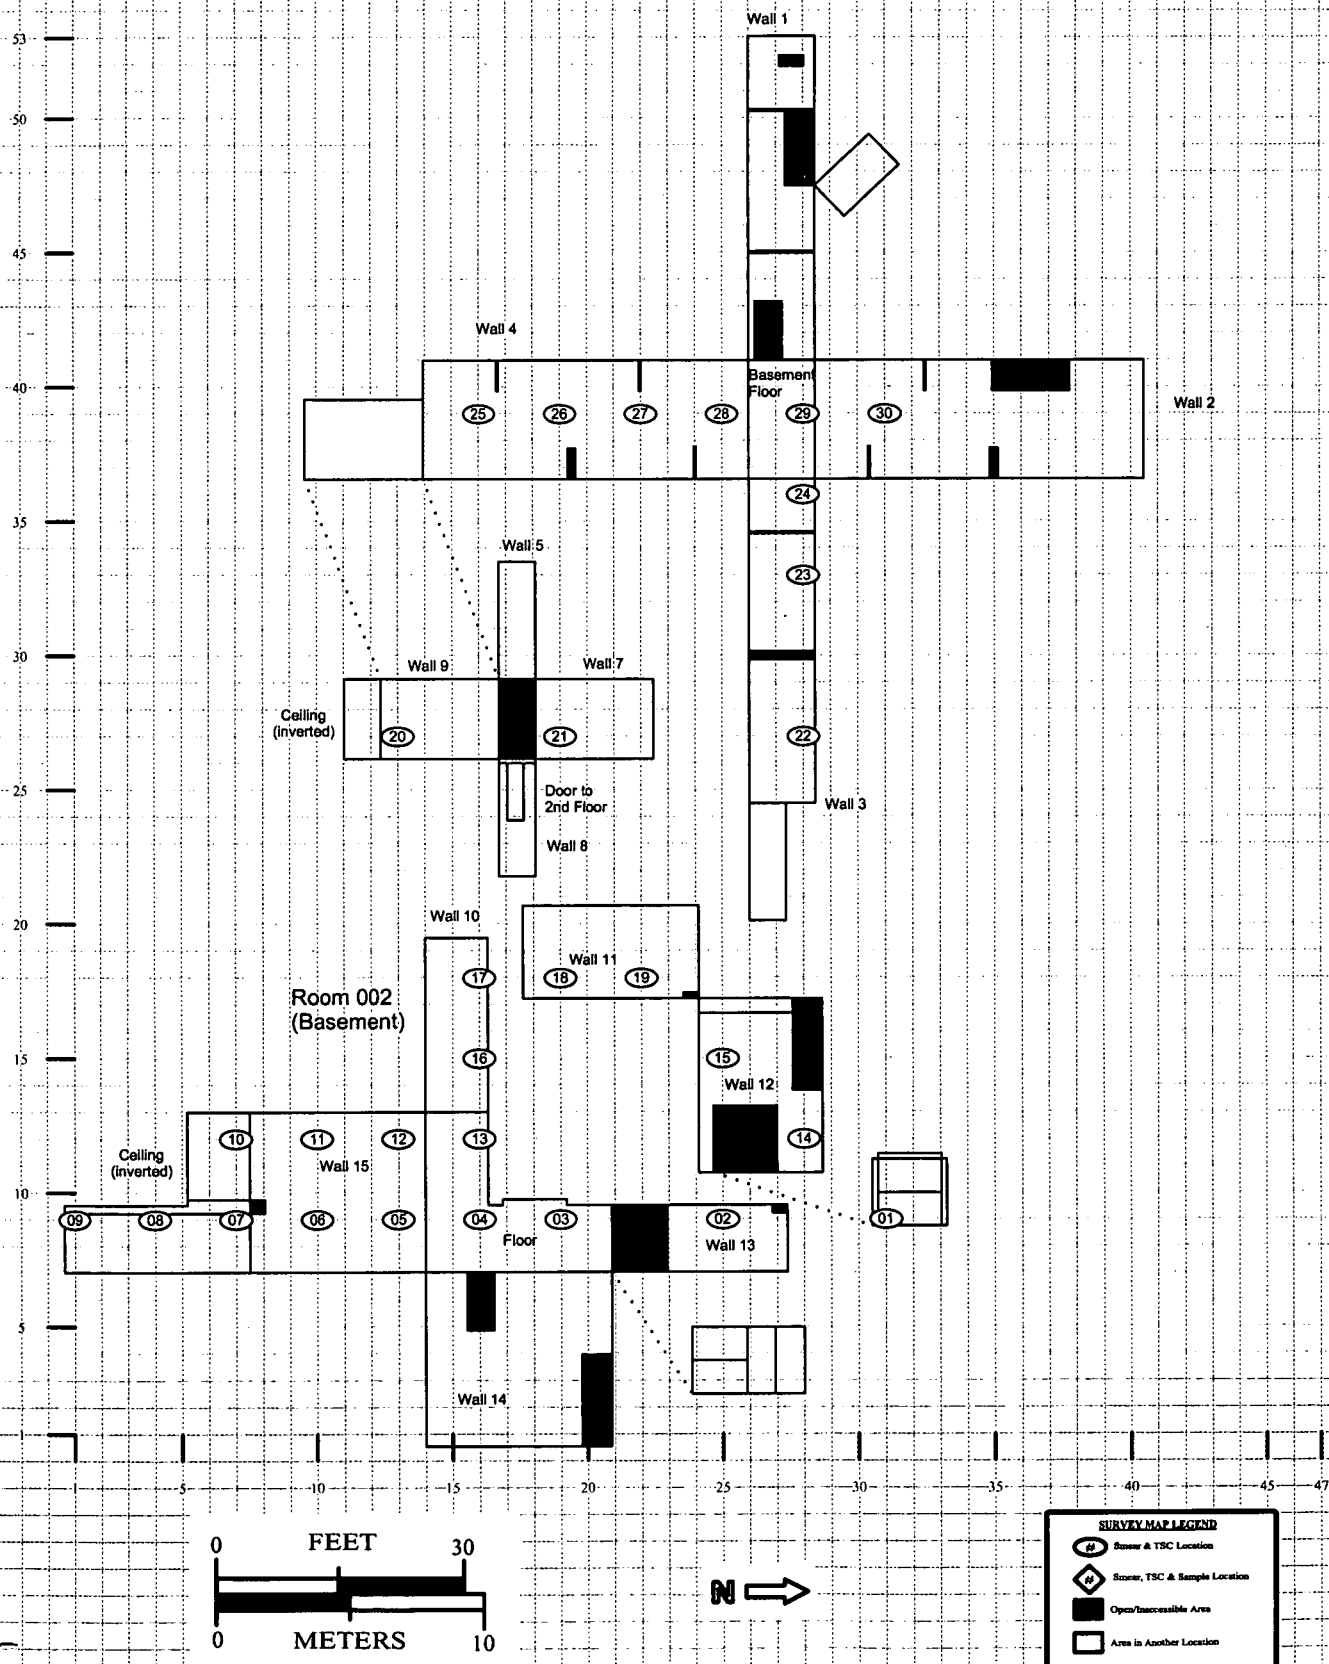 Wall 1
53
50
45
Wall 4
40
Basement
Floor
Wall 2
25
26
27
28
29
30
24
35
Wall 5
23
30
Wall 9
Wall 7
Ceiling
(inverted)
20
21
22
25
Door to
2nd Floor
Wall 3
Wall 8
20
Wall 10
Wall 11
17
18
19
Room 002
(Basement)
15
16
15
Wall 12
10
11
12
13
14
Ceiling
(inverted)
Wall 15
10
09
08
07
06
05
04
03
02
01
Floor
Wall 13
5
Wall 14
5
10
15
20
25
30
35
40
45
47
0
FEET
30
0
METERS
10
N
SURVEY MAP LEGEND
# Smear & TSC Location
# Smear, TSC & Sample Location
Open/Inaccessible Area
Area in Another Location